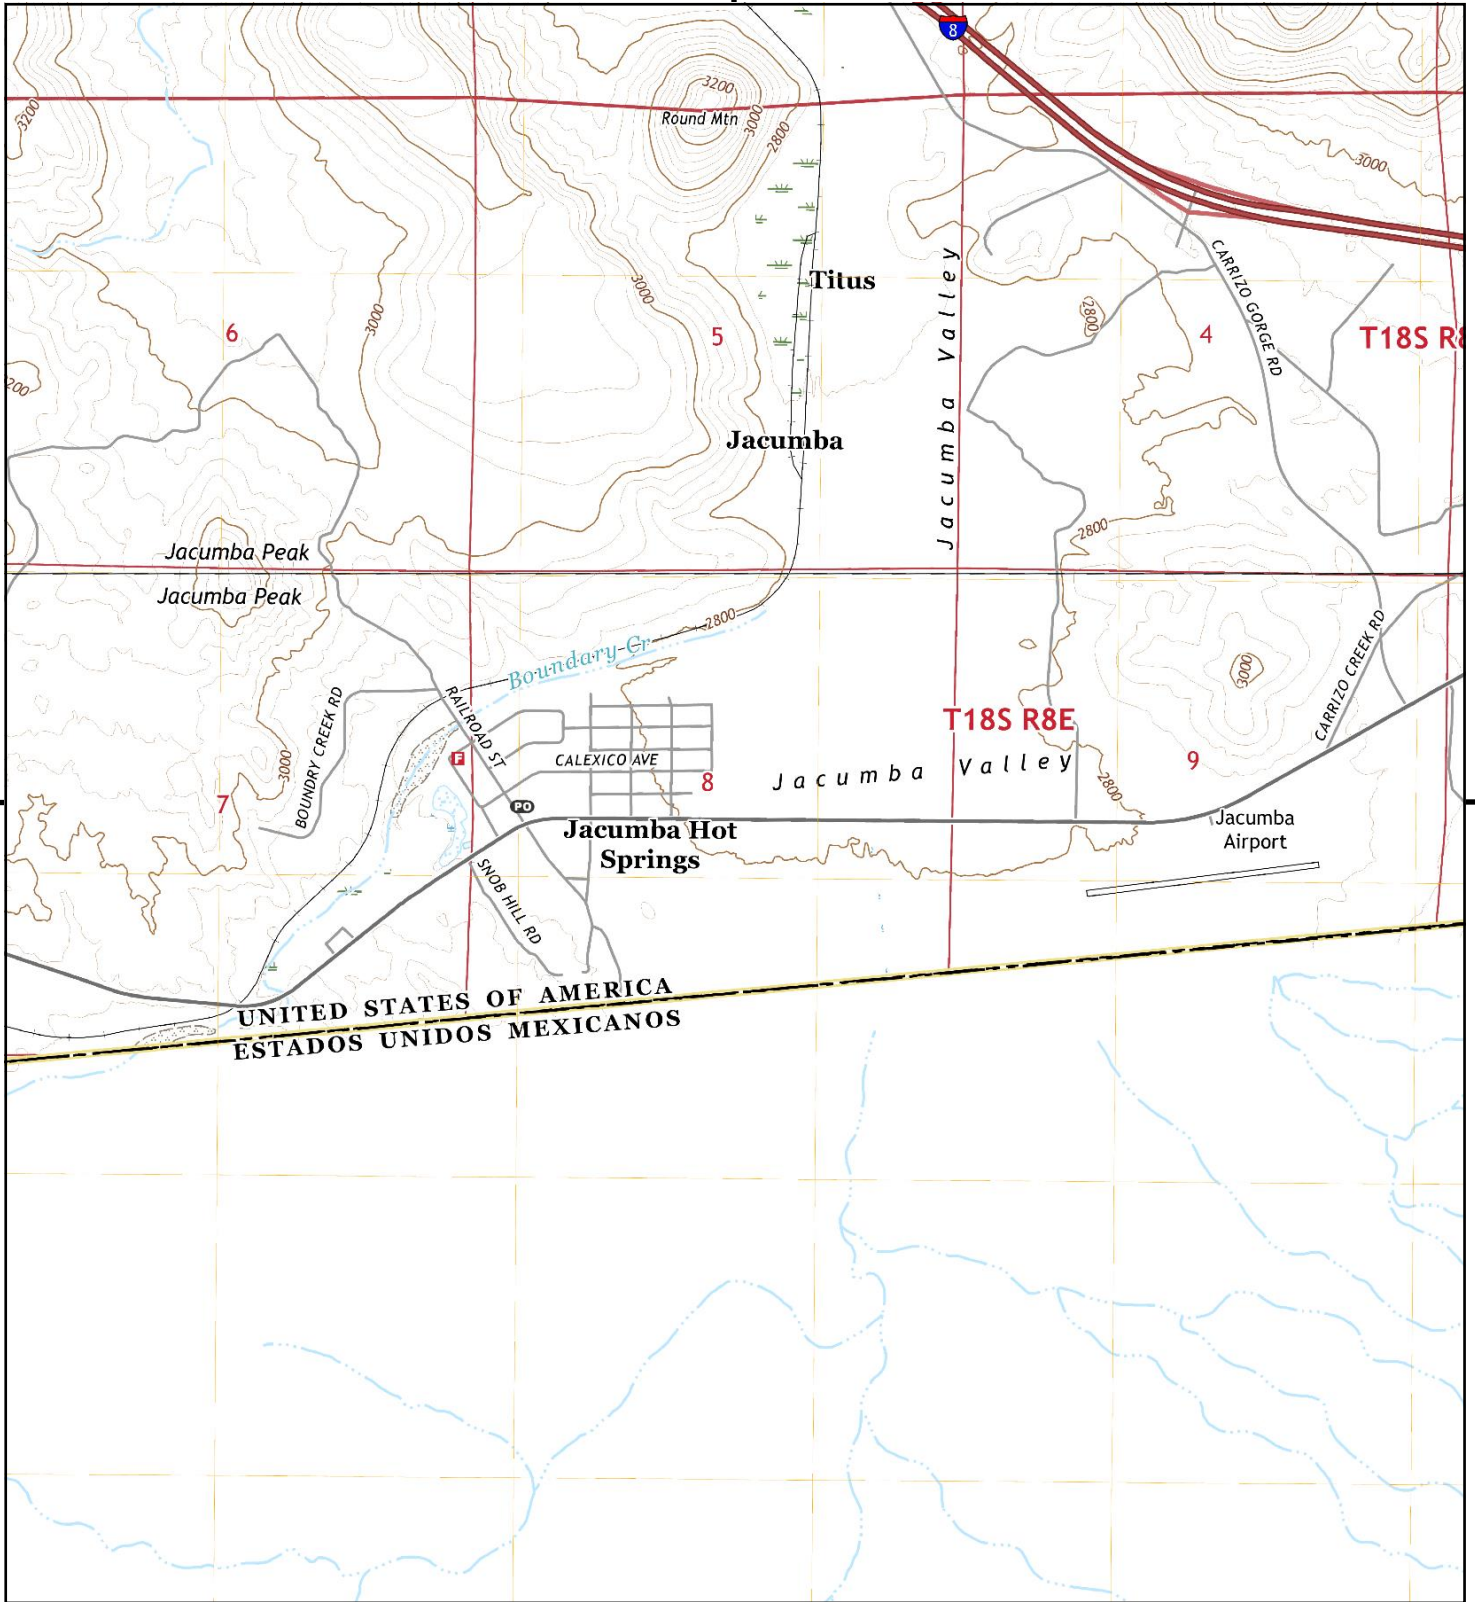 8
3200
3200
Round Mtn
3000
2800
3000
Titus
CARRIZO GORGE RD
3000
3000
2800
6
5
Jacumba Valley
4
T18S R8
200
Jacumba
2800
Jacumba Peak
Jacumba Peak
2800
Boundary Cr
3000
CARRIZO CREEK RD
RAILROAD ST
BOUNDRY CREEK RD
T18S R8E
3000
F
CALEXICO AVE
8
Jacumba Valley
9
2800
7
PO
Jacumba Hot
Springs
Jacumba
Airport
SNOB HILL RD
UNITED STATES OF AMERICA
ESTADOS UNIDOS MEXICANOS